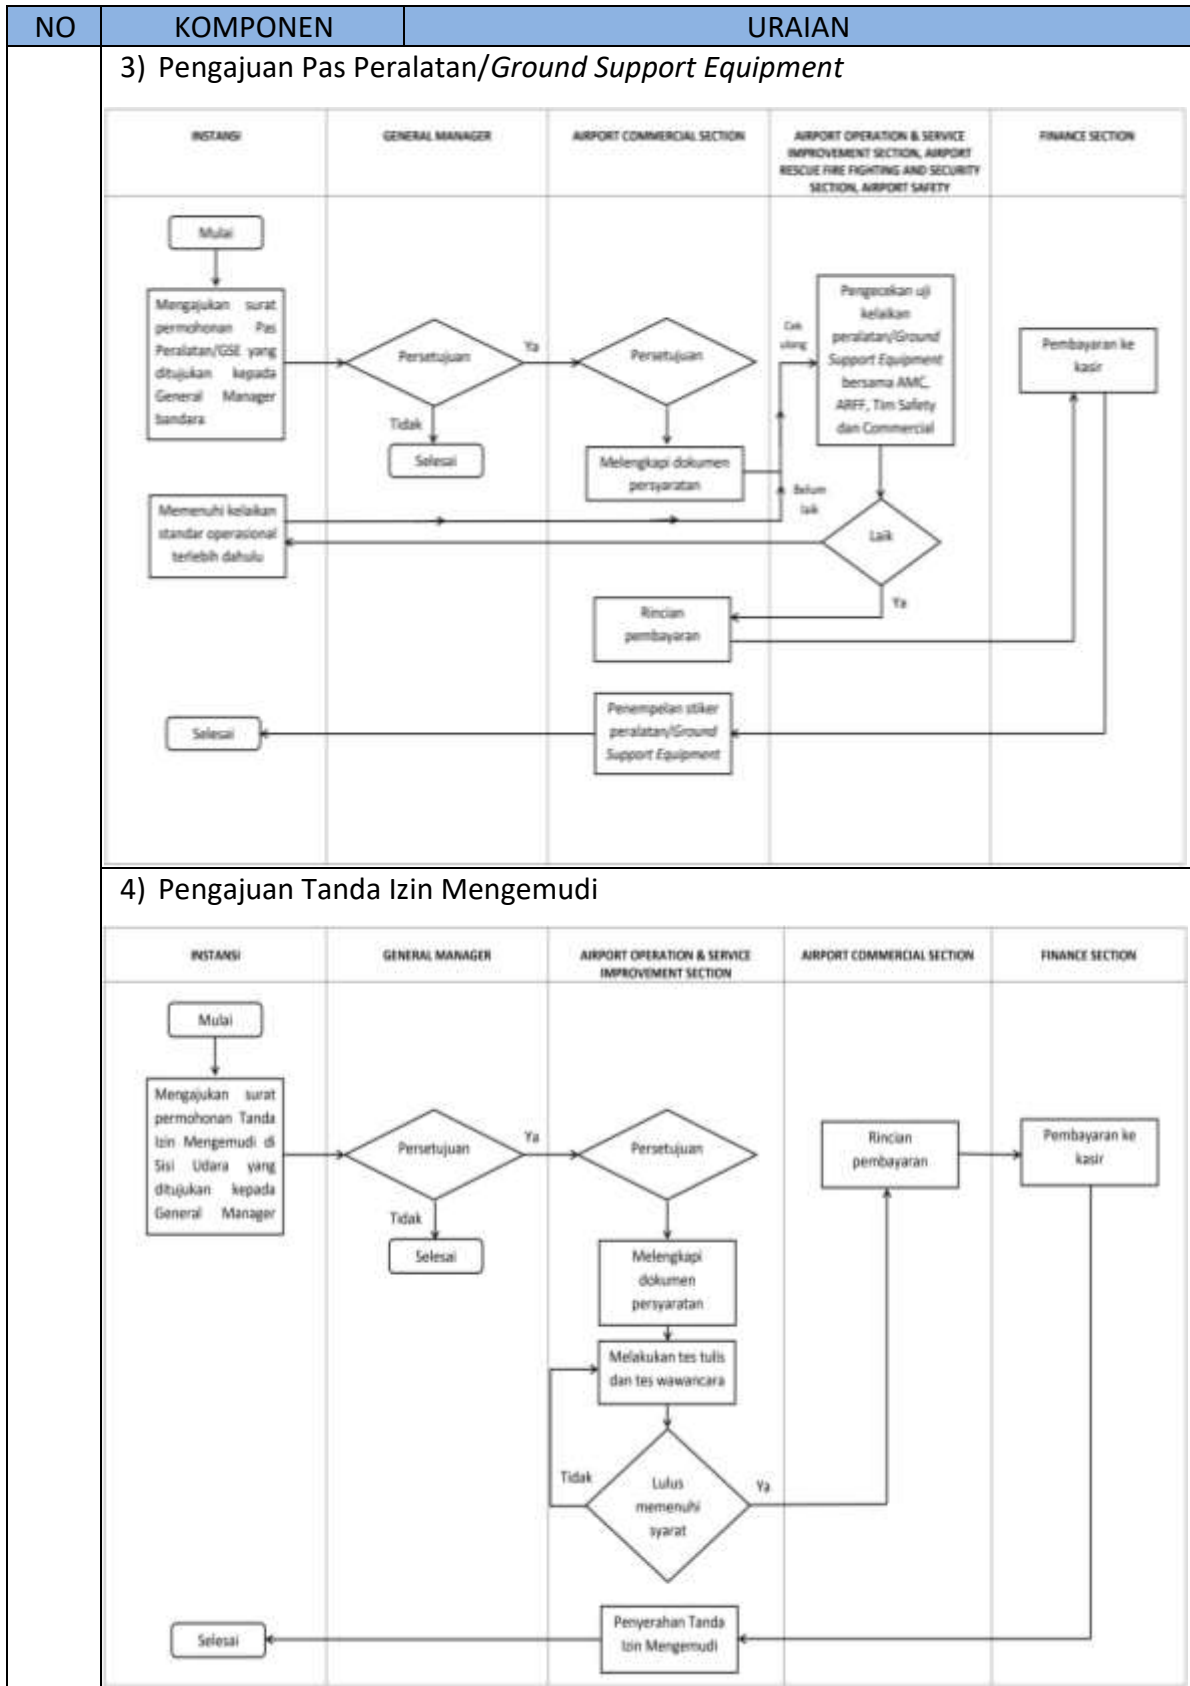 NO KOMPONEN URAIAN
3) Pengajuan Pas Peralatan/Ground Support Equipment
INSTANSI
GENERAL MANAGER
AIRPORT COMMERCIAL SECTION
AIRPORT OPERATION & SERVICE
IMPROVEMENT SECTION, AIRPORT
RESCUE FIRE FIGHTING AND SECURITY
SECTION, AIRPORT SAFETY
FINANCE SECTION
Mulai
Mengajukan surat
permohonan Pas
Peralatan/GSE yang
ditujukan kepada
General Manager
bandara
Persetujuan
Ya
Tidak
Selesai
Persetujuan
Melengkapi dokumen
persyaratan
Cek
ulang
Pengecekan uji
kelaikan
peralatan/Ground
Support Equipment
bersama AMC,
ARFF, Tim Safety
dan Commercial
Pembayaran ke
kasir
Memenuhi kelaikan
standar operasional
terlebih dahulu
Belum
laik
Laik
Ya
Rincian
pembayaran
Penempelan stiker
peralatan/Ground
Support Equipment
Selesai
4) Pengajuan Tanda Izin Mengemudi
INSTANSI
GENERAL MANAGER
AIRPORT OPERATION & SERVICE
IMPROVEMENT SECTION
AIRPORT COMMERCIAL SECTION
FINANCE SECTION
Mulai
Mengajukan surat
permohonan Tanda
Izin Mengemudi di
Sisi Udara yang
ditujukan kepada
General Manager
Persetujuan
Ya
Tidak
Selesai
Persetujuan
Melengkapi
dokumen
persyaratan
Melakukan tes tulis
dan tes wawancara
Tidak
Lulus
memenuhi
syarat
Ya
Rincian
pembayaran
Pembayaran ke
kasir
Penyerahan Tanda
Izin Mengemudi
Selesai